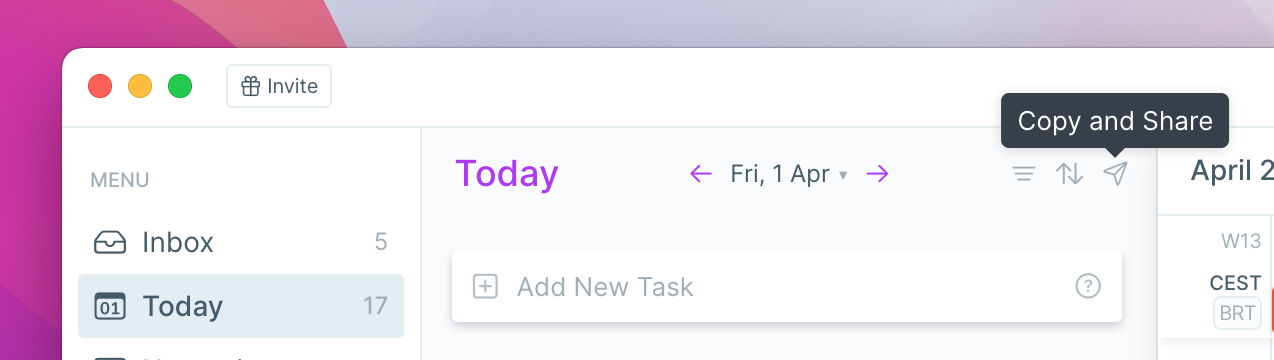 Invite
Copy and Share
MENU
Today
Fri, 1 Apr
April 2
Inbox 5
W13
Add New Task
CEST
01 Today 17
BRT